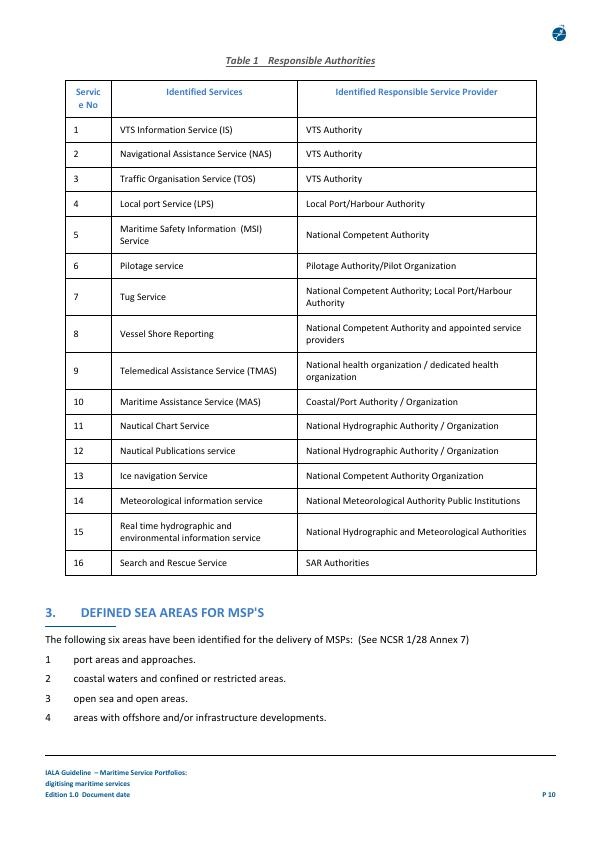 Table 1 Responsible Authorities
Servic
e No
Identified Services
Identified Responsible Service Provider
1
VTS Information Service (IS)
VTS Authority
2
Navigational Assistance Service (NAS)
VTS Authority
3
Traffic Organisation Service (TOS)
VTS Authority
4
Local port Service (LPS)
Local Port/Harbour Authority
5
Maritime Safety Information (MSI)
Service
National Competent Authority
6
Pilotage service
Pilotage Authority/Pilot Organization
7
Tug Service
National Competent Authority; Local Port/Harbour
Authority
8
Vessel Shore Reporting
National Competent Authority and appointed service
providers
9
Telemedical Assistance Service (TMAS)
National health organization / dedicated health
organization
10
Maritime Assistance Service (MAS)
Coastal/Port Authority / Organization
11
Nautical Chart Service
National Hydrographic Authority / Organization
12
Nautical Publications service
National Hydrographic Authority / Organization
13
Ice navigation Service
National Competent Authority Organization
14
Meteorological information service
National Meteorological Authority Public Institutions
15
Real time hydrographic and
environmental information service
National Hydrographic and Meteorological Authorities
16
Search and Rescue Service
SAR Authorities
3. DEFINED SEA AREAS FOR MSP'S
The following six areas have been identified for the delivery of MSPs: (See NCSR 1/28 Annex 7)
1 port areas and approaches.
2 coastal waters and confined or restricted areas.
3 open sea and open areas.
4 areas with offshore and/or infrastructure developments.
IALA Guideline – Maritime Service Portfolios:
digitising maritime services
Edition 1.0 Document date
P 10